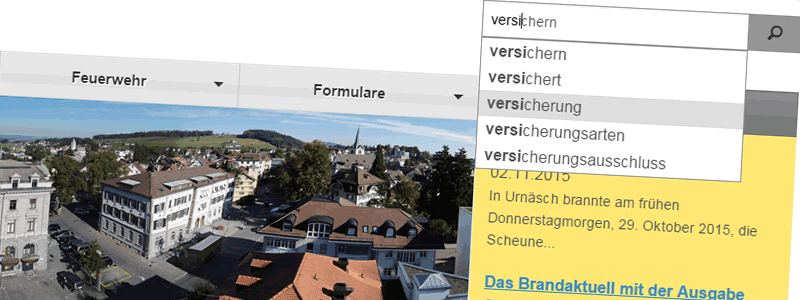 versichern
versichern
versichert
versicherung
versicherungsarten
versicherungsausschluss
Feuerwehr
Formulare
02.11.2015
In Urnäsch brannte am frühen
Donnerstagmorgen, 29. Oktober 2015, die
Scheune...
Das Brandaktuell mit der Ausgabe